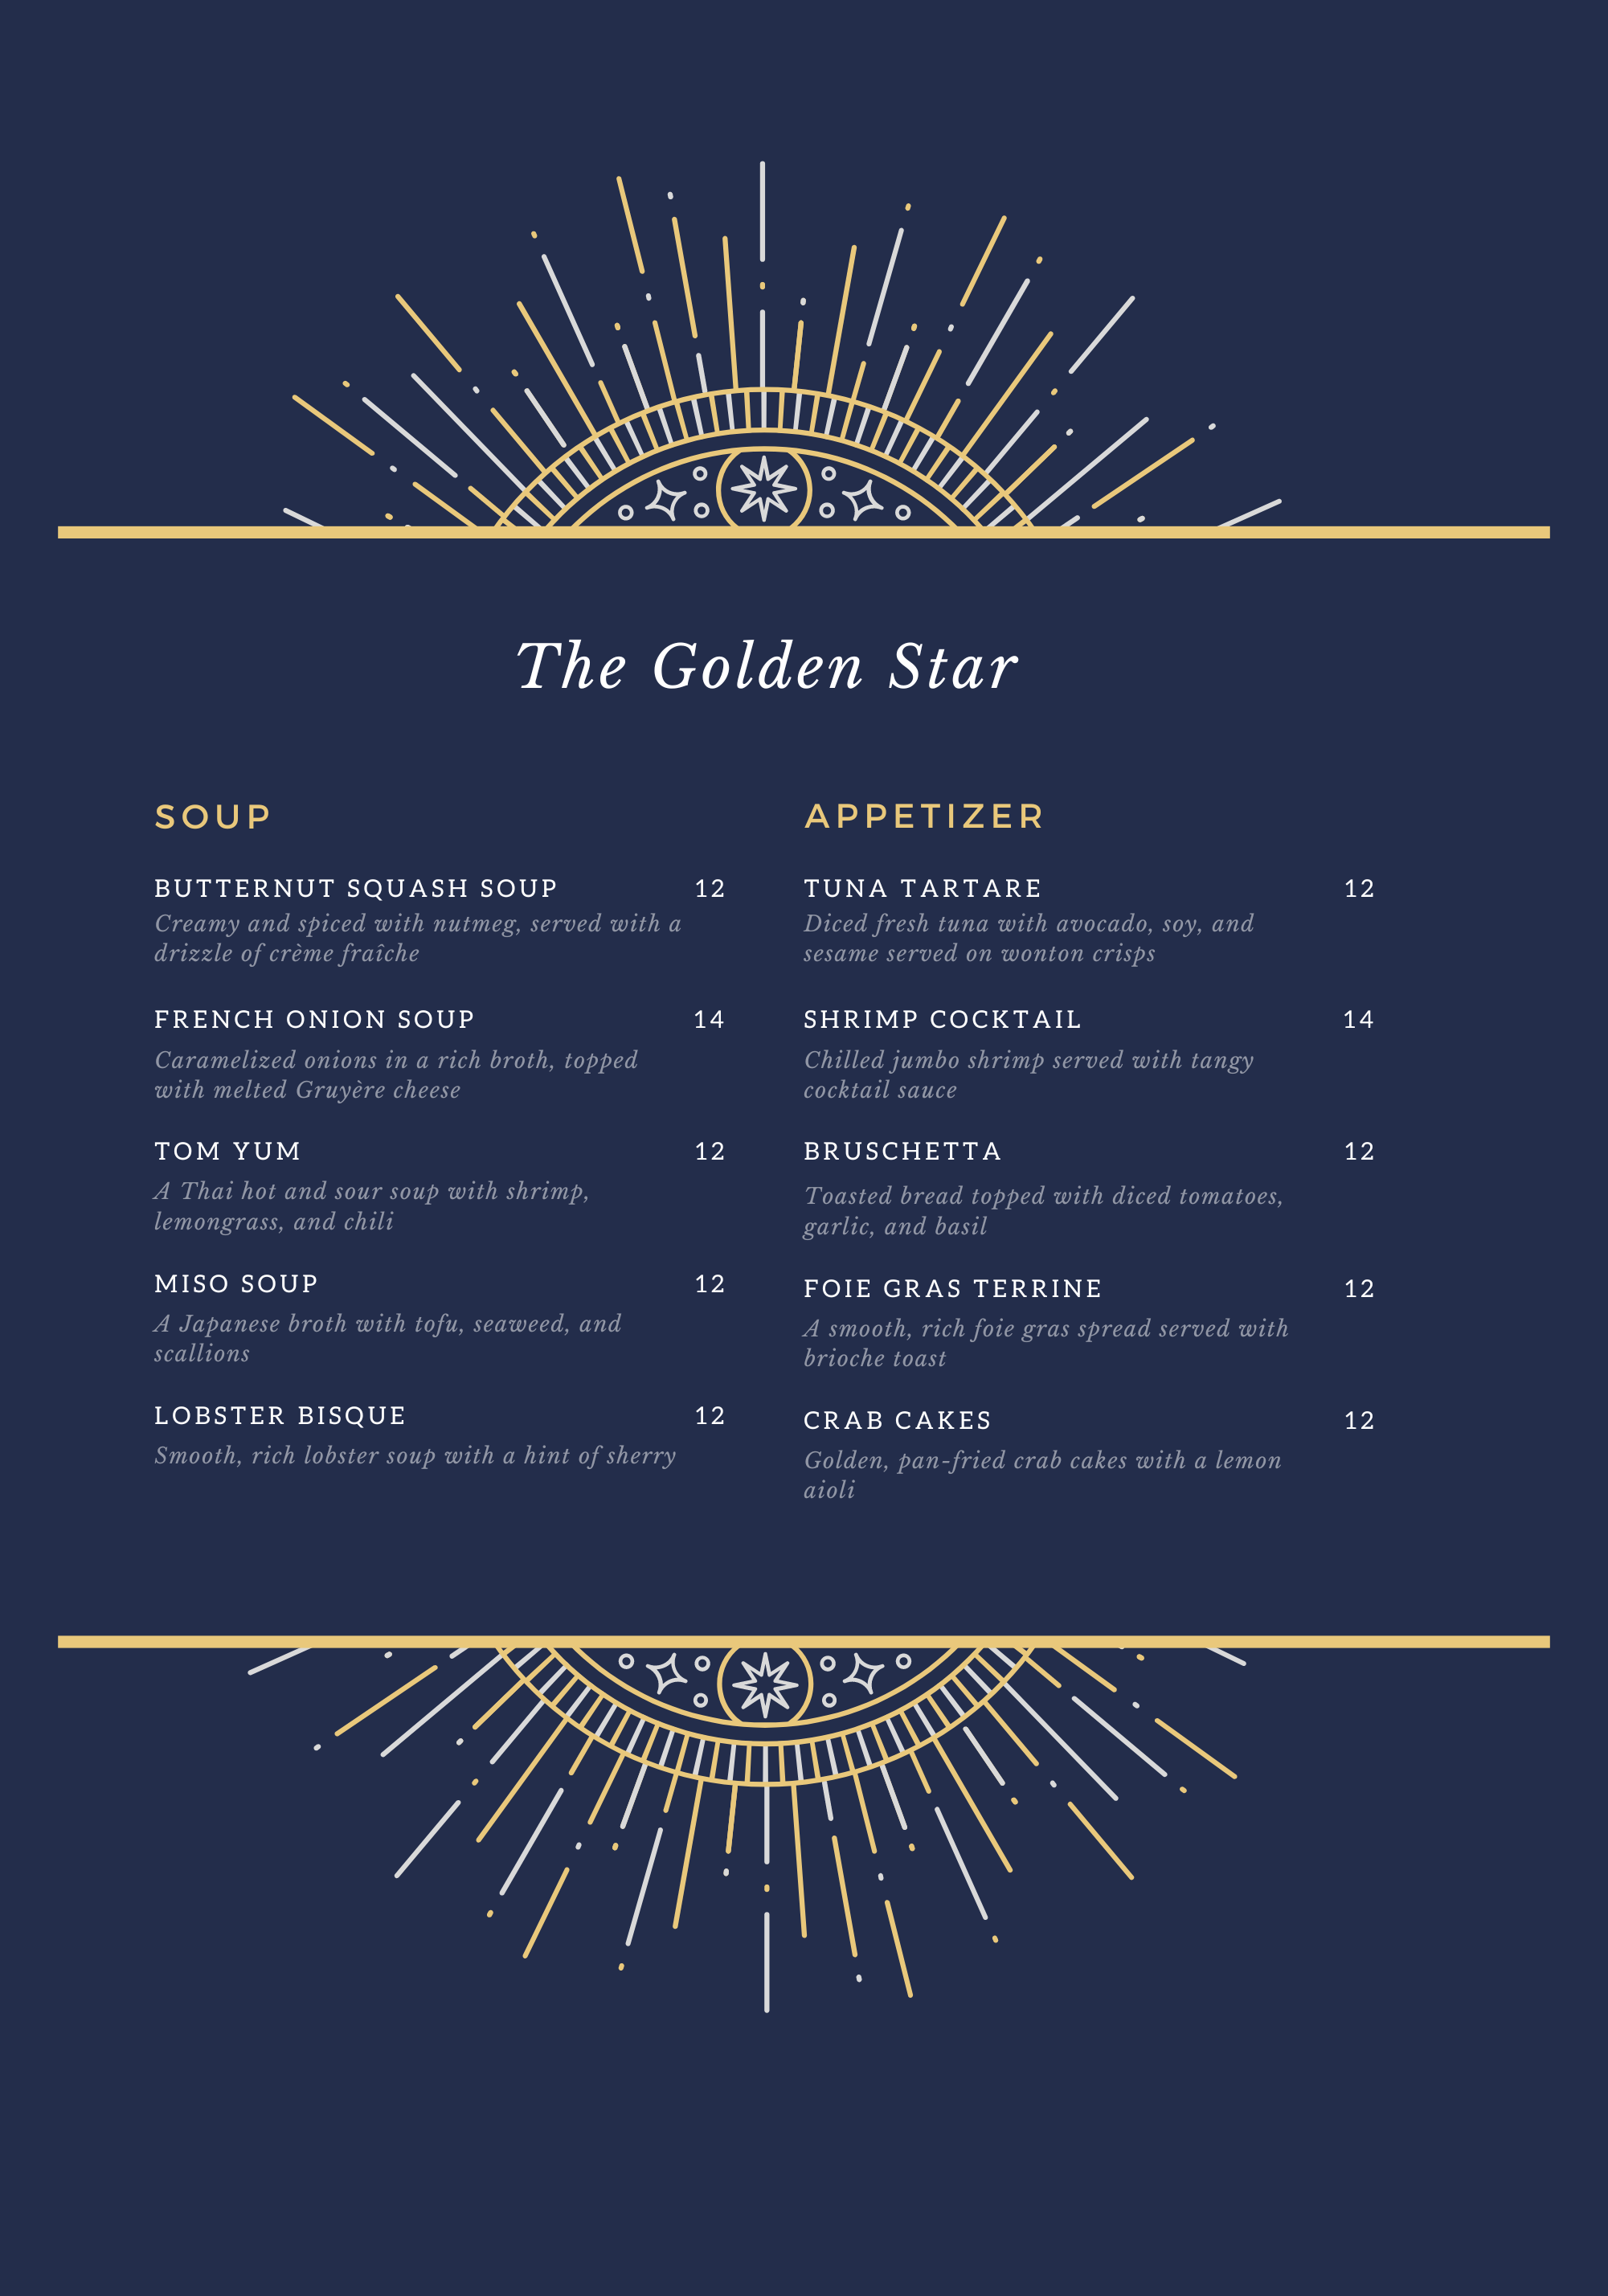 The Golden Star
SOUP
BUTTERNUT SQUASH SOUP 12
Creamy and spiced with nutmeg, served with a
drizzle of crème fraîche
FRENCH ONION SOUP 14
Caramelized onions in a rich broth, topped
with melted Gruyère cheese
TOM YUM 12
A Thai hot and sour soup with shrimp,
lemongrass, and chili
MISO SOUP 12
A Japanese broth with tofu, seaweed, and
scallions
LOBSTER BISQUE 12
Smooth, rich lobster soup with a hint of sherry
APPETIZER
TUNA TARTARE 12
Diced fresh tuna with avocado, soy, and
sesame served on wonton crisps
SHRIMP COCKTAIL 14
Chilled jumbo shrimp served with tangy
cocktail sauce
BRUSCHETTA 12
Toasted bread topped with diced tomatoes,
garlic, and basil
FOIE GRAS TERRINE 12
A smooth, rich foie gras spread served with
brioche toast
CRAB CAKES 12
Golden, pan-fried crab cakes with a lemon
aioli